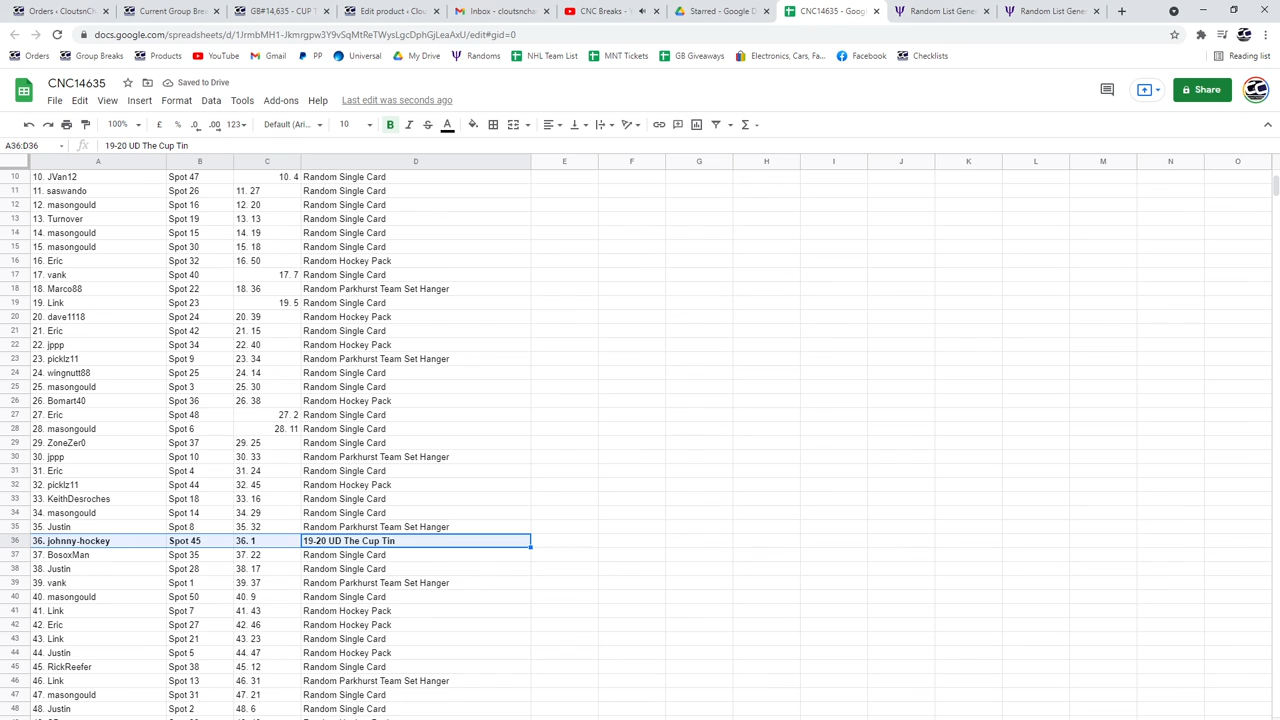 Orders < CloutsnCh
Current Group Bre
GB#14,635 - CUP T
Edit product < Clou
Inbox - cloutsnchar
CNC Breaks - Y
Starred - Google D
CNC14635 - Goog
Random List Gene
Random List Gene
docs.google.com/spreadsheets/d/1JrmbMH1-Jkmrgpw3Y9vSqMtReTWysLgcDphGjLeaAvU/edit#gid=0
Orders Group Breaks Products YouTube Gmail PP Universal My Drive Randoms NHL Team List MNT Tickets GB Giveaways Electronics, Cars, Fa... Facebook Checklists Reading list
CNC14635 Saved to Drive
File Edit View Insert Format Data Tools Add-ons Help Last edit was seconds ago Share
100% £ % .0 .00 123 Default (Ari... 10 B I S A
A36:D36 fx 19-20 UD The Cup Tin
A B C D E F G H I J K L M N O
10 10. JVan12 Spot 47 10. 4 Random Single Card
11 11. saswando Spot 26 11. 27 Random Single Card
12 12. masongould Spot 16 12. 20 Random Single Card
13 13. Turnover Spot 19 13. 13 Random Single Card
14 14. masongould Spot 15 14. 19 Random Single Card
15 15. masongould Spot 30 15. 18 Random Single Card
16 16. Eric Spot 32 16. 50 Random Hockey Pack
17 17. vank Spot 40 17. 7 Random Single Card
18 18. Marco88 Spot 22 18. 36 Random Parkhurst Team Set Hanger
19 19. Link Spot 23 19. 5 Random Single Card
20 20. dave1118 Spot 24 20. 39 Random Hockey Pack
21 21. Eric Spot 42 21. 15 Random Single Card
22 22. jppp Spot 34 22. 40 Random Hockey Pack
23 23. picklz11 Spot 9 23. 34 Random Parkhurst Team Set Hanger
24 24. wingnutt88 Spot 25 24. 14 Random Single Card
25 25. masongould Spot 3 25. 30 Random Single Card
26 26. Bomart40 Spot 36 26. 38 Random Hockey Pack
27 27. Eric Spot 48 27. 2 Random Single Card
28 28. masongould Spot 6 28. 11 Random Single Card
29 29. ZoneZer0 Spot 37 29. 25 Random Single Card
30 30. jppp Spot 10 30. 33 Random Parkhurst Team Set Hanger
31 31. Eric Spot 4 31. 24 Random Single Card
32 32. picklz11 Spot 44 32. 45 Random Hockey Pack
33 33. KeithDesroches Spot 18 33. 16 Random Single Card
34 34. masongould Spot 14 34. 29 Random Single Card
35 35. Justin Spot 8 35. 32 Random Parkhurst Team Set Hanger
36 36. johnny-hockey Spot 45 36. 1 19-20 UD The Cup Tin
37 37. BosoxMan Spot 35 37. 22 Random Single Card
38 38. Justin Spot 28 38. 17 Random Single Card
39 39. vank Spot 1 39. 37 Random Parkhurst Team Set Hanger
40 40. masongould Spot 50 40. 9 Random Single Card
41 41. Link Spot 7 41. 43 Random Hockey Pack
42 42. Eric Spot 27 42. 46 Random Hockey Pack
43 43. Link Spot 21 43. 23 Random Single Card
44 44. Justin Spot 5 44. 47 Random Hockey Pack
45 45. RickReefer Spot 38 45. 12 Random Single Card
46 46. Link Spot 13 46. 31 Random Parkhurst Team Set Hanger
47 47. masongould Spot 31 47. 21 Random Single Card
48 48. Justin Spot 2 48. 6 Random Single Card